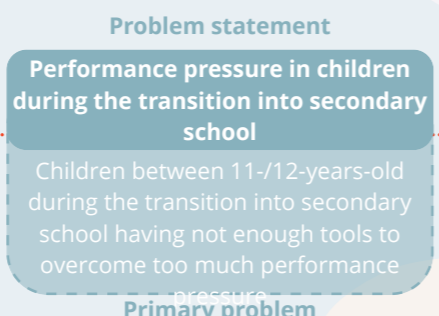 Problem statement
Performance pressure in children
during the transition into secondary
school
Children between 11-/12-years-old
during the transition into secondary
school having not enough tools to
overcome too much performance
pressure
Primary problem